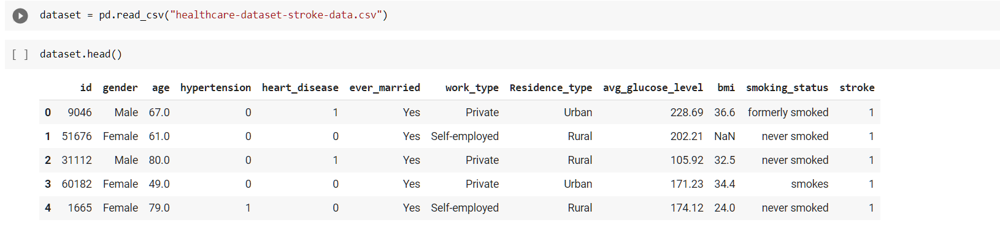 dataset = pd.read_csv("healthcare-dataset-stroke-data.csv")
[ ] dataset.head()
id gender age hypertension heart_disease ever_married work_type Residence_type avg_glucose_level bmi smoking_status stroke
0 9046 Male 67.0 0 1 Yes Private Urban 228.69 36.6 formerly smoked 1
1 51676 Female 61.0 0 0 Yes Self-employed Rural 202.21 NaN never smoked 1
2 31112 Male 80.0 0 1 Yes Private Rural 105.92 32.5 never smoked 1
3 60182 Female 49.0 0 0 Yes Private Urban 171.23 34.4 smokes 1
4 1665 Female 79.0 1 0 Yes Self-employed Rural 174.12 24.0 never smoked 1